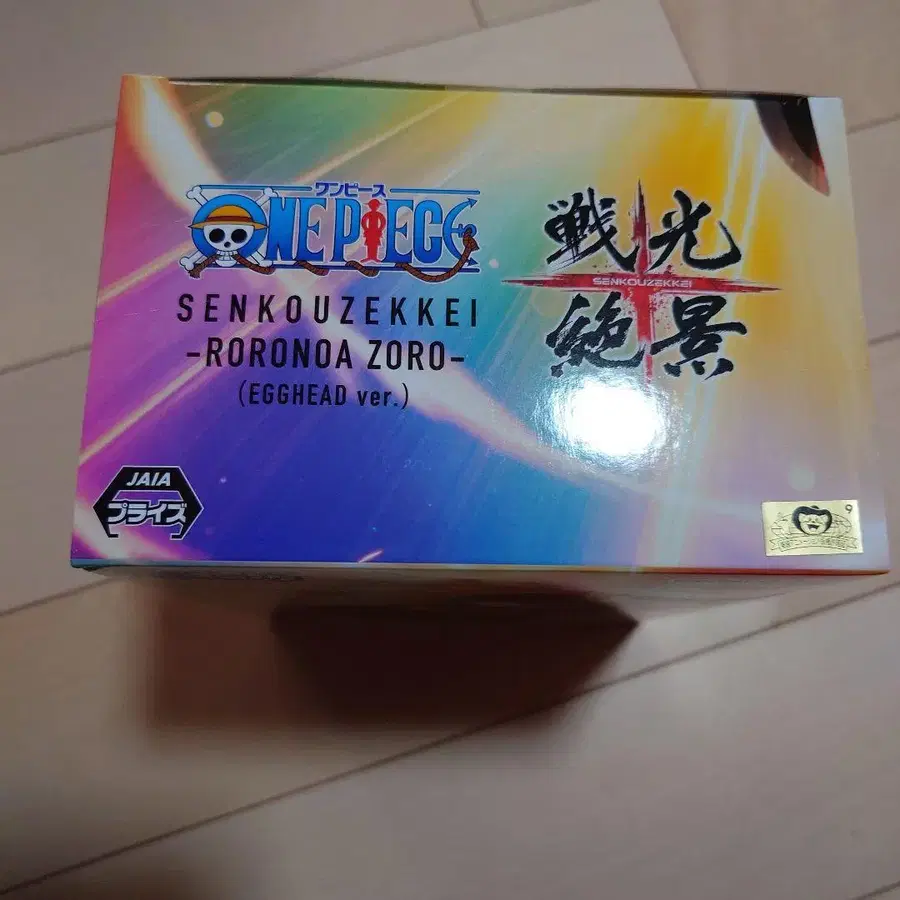 ワンピース
ONE PIECE
SENKOUZEKKEI
-RORONOA ZORO-
(EGGHEAD ver.)
戦光
SENKOUZEKKEI
絶景
JAIA
プライズ
9